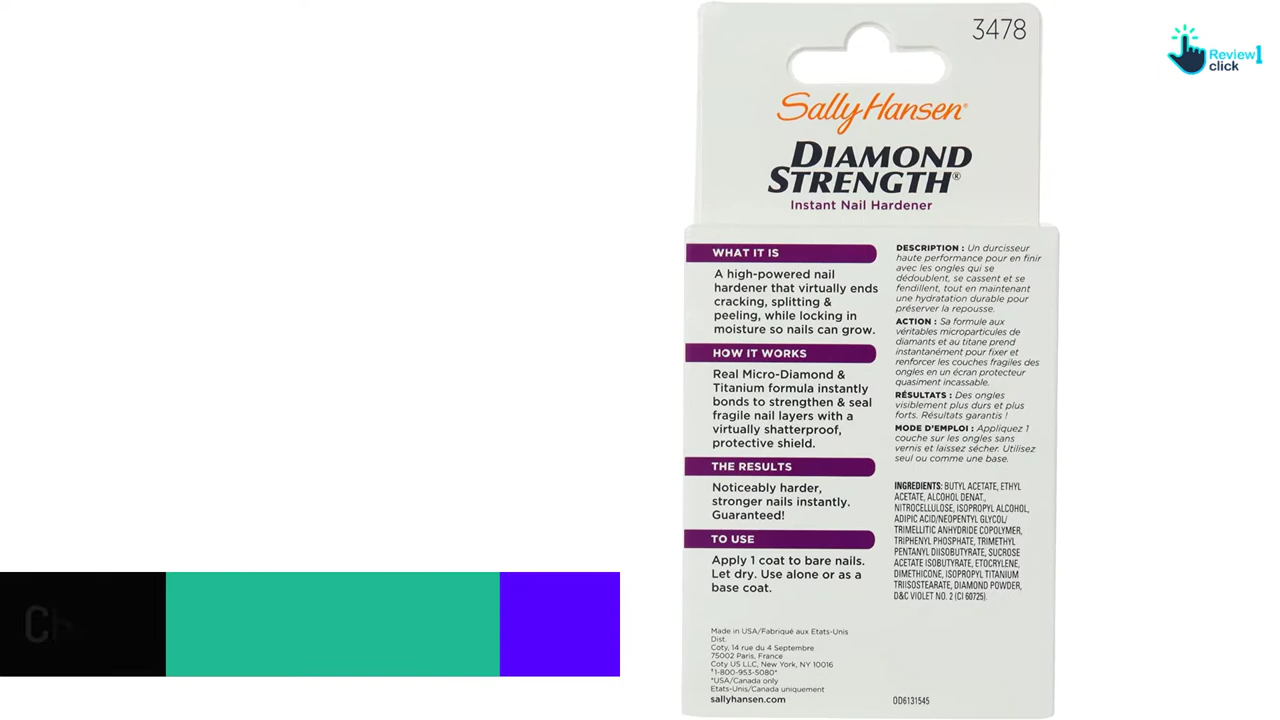 3478
Review1
click
Sally Hansen®
DIAMOND
STRENGTH®
Instant Nail Hardener
WHAT IT IS
A high-powered nail
hardener that virtually ends
cracking, splitting &
peeling, while locking in
moisture so nails can grow.
HOW IT WORKS
Real Micro-Diamond &
Titanium formula instantly
bonds to strengthen & seal
fragile nail layers with a
virtually shatterproof,
protective shield.
THE RESULTS
Noticeably harder,
stronger nails instantly.
Guaranteed!
TO USE
Apply 1 coat to bare nails.
Let dry. Use alone or as a
base coat.
Made in USA/Fabriqué aux Etats-Unis
Dist.
Coty, 14 rue du 4 Septembre
75002 Paris, France
Coty US LLC, New York, NY 10016
*1-800-953-5080*
*USA/Canada only
Etats-Unis/Canada uniquement
sallyhansen.com
DESCRIPTION : Un durcisseur
haute performance pour en finir
avec les ongles qui se
dédoublent, se cassent et se
fendillent, tout en maintenant
une hydratation durable pour
préserver la repousse.
ACTION : Sa formule aux
véritables microparticules de
diamants et au titane prend
instantanément pour fixer et
renforcer les couches fragiles des
ongles en un écran protecteur
quasiment incassable.
RÉSULTATS : Des ongles
visiblement plus durs et plus
forts. Résultats garantis !
MODE D'EMPLOI : Appliquez 1
couche sur les ongles sans
vernis et laissez sécher. Utilisez
seul ou comme une base.
INGREDIENTS: BUTYL ACETATE, ETHYL
ACETATE, ALCOHOL DENAT.,
NITROCELLULOSE, ISOPROPYL ALCOHOL,
ADIPIC ACID/NEOPENTYL GLYCOL/
TRIMELLITIC ANHYDRIDE COPOLYMER,
TRIPHENYL PHOSPHATE, TRIMETHYL
PENTANYL DIISOBUTYRATE, SUCROSE
ACETATE ISOBUTYRATE, ETOCRYLENE,
DIMETHICONE, ISOPROPYL TITANIUM
TRIISOSTEARATE, DIAMOND POWDER,
D&C VIOLET NO. 2 (CI 60725).
OD6131545